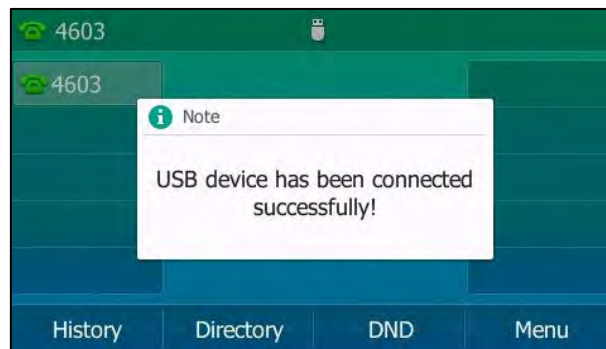 4603
4603
Note
USB device has been connected
successfully!
History Directory DND Menu